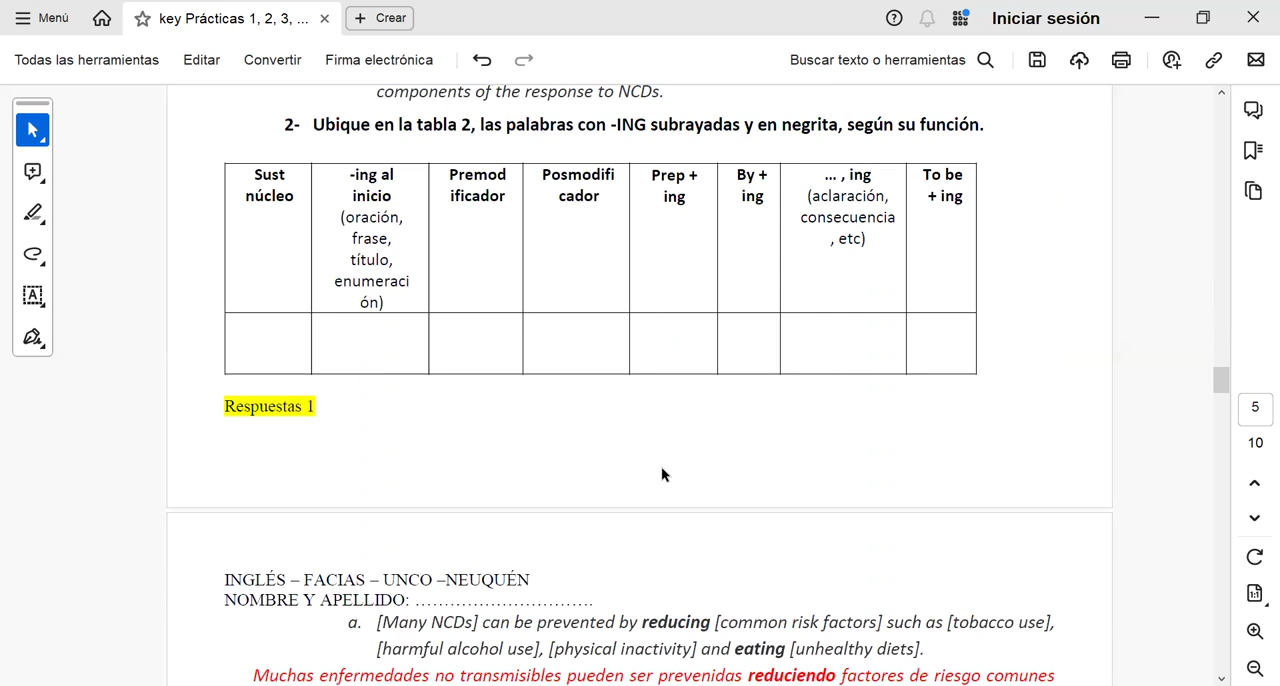 Menú
key Prácticas 1, 2, 3, ...
Crear
Iniciar sesión
Todas las herramientas
Editar
Convertir
Firma electrónica
Buscar texto o herramientas
components of the response to NCDs.
2- Ubique en la tabla 2, las palabras con -ING subrayadas y en negrita, según su función.
Sust
núcleo
-ing al
inicio
(oración,
frase,
título,
enumeraci
ón)
Premod
ificador
Posmodifi
cador
Prep +
ing
By +
ing
... , ing
(aclaración,
consecuencia
, etc)
To be
+ ing
Respuestas 1
INGLÉS – FACIAS – UNCO –NEUQUÉN
NOMBRE Y APELLIDO: ................................
a. [Many NCDs] can be prevented by reducing [common risk factors] such as [tobacco use],
[harmful alcohol use], [physical inactivity] and eating [unhealthy diets].
Muchas enfermedades no transmisibles pueden ser prevenidas reduciendo factores de riesgo comunes
5
10